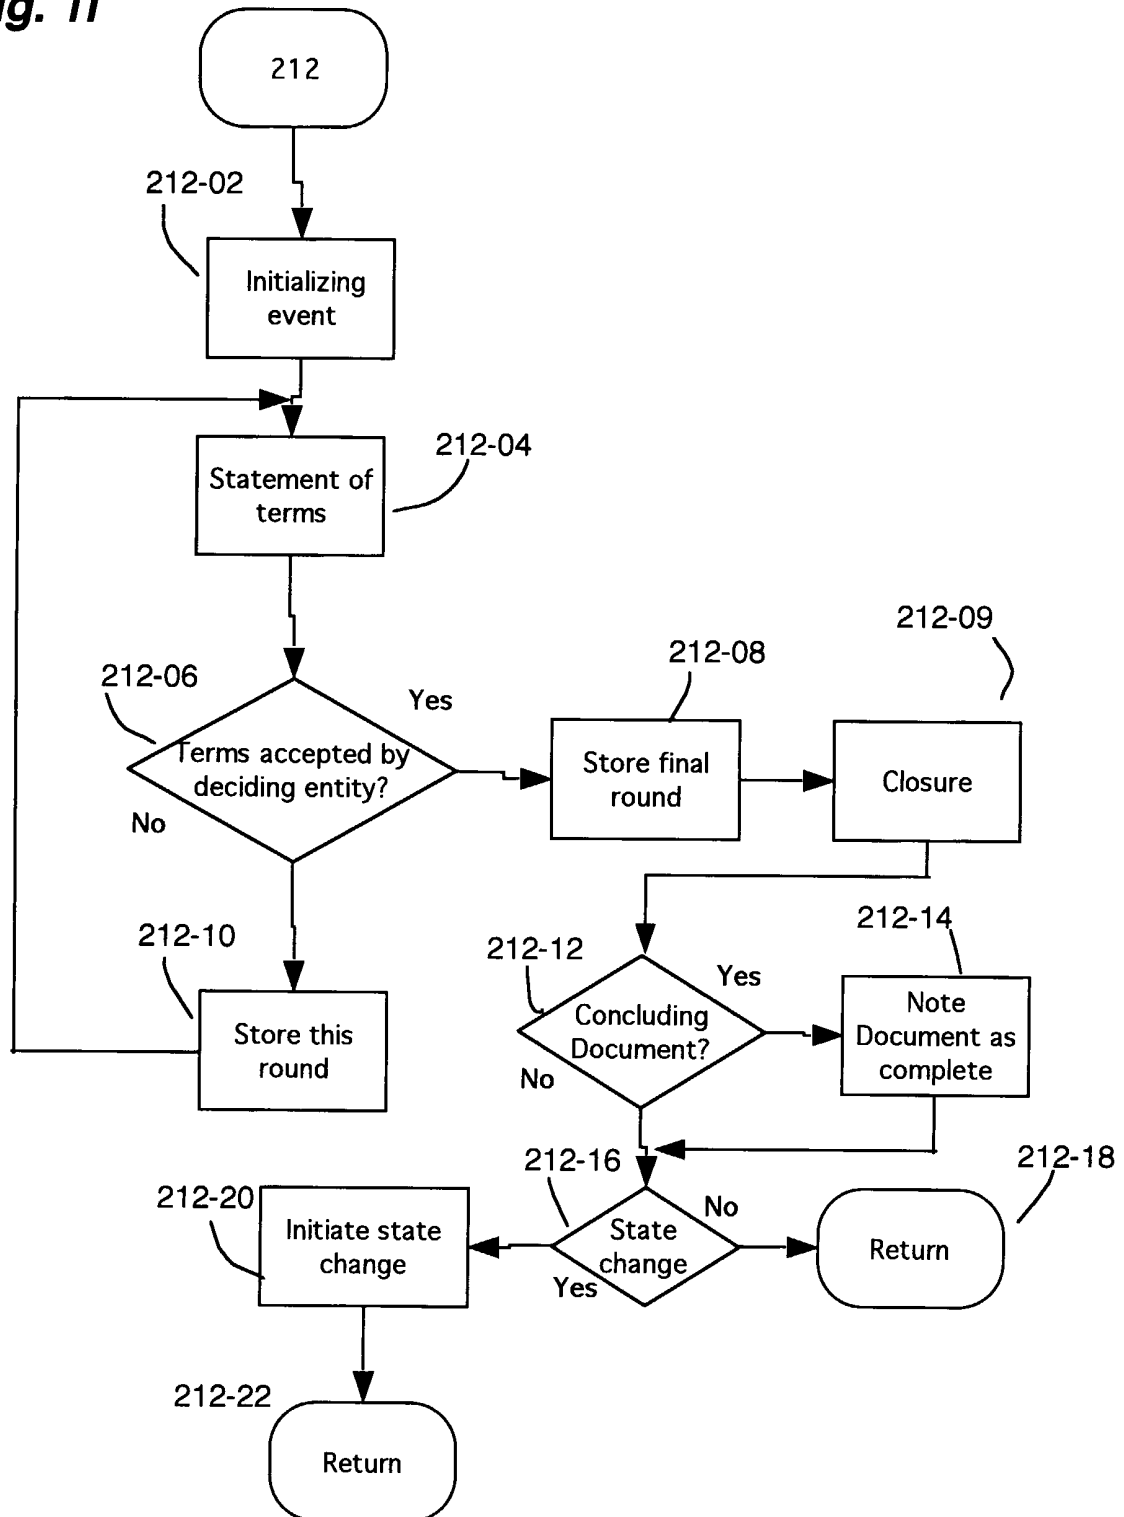 ig. 11
212
212-02
Initializing
event
212-04
Statement of
terms
212-09
212-08
212-06
Yes
Terms accepted by
deciding entity?
No
Store final
round
Closure
212-14
212-10
212-12
Yes
Store this
round
Concluding
Document?
No
Note
Document as
complete
212-16
212-18
212-20
No
Initiate state
change
State
change
Yes
Return
212-22
Return